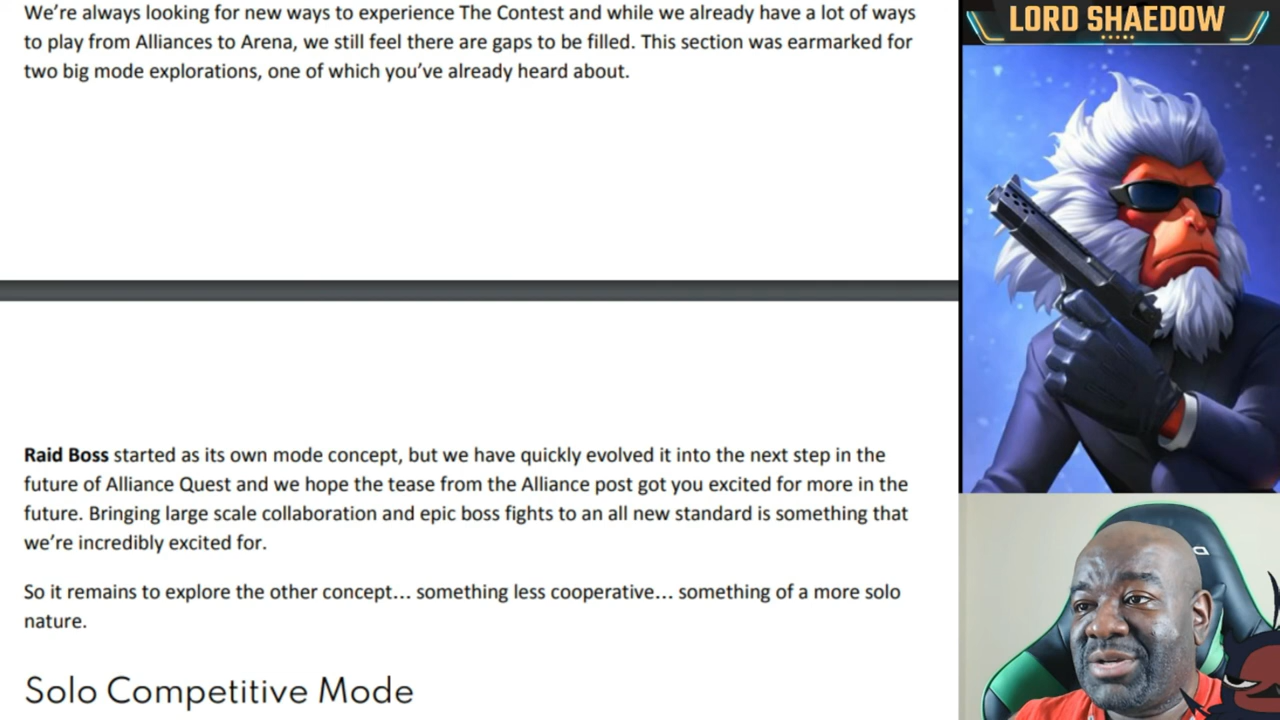 We're always looking for new ways to experience The Contest and while we already have a lot of ways
to play from Alliances to Arena, we still feel there are gaps to be filled. This section was earmarked for
two big mode explorations, one of which you've already heard about.
LORD SHAEDOW
Raid Boss started as its own mode concept, but we have quickly evolved it into the next step in the
future of Alliance Quest and we hope the tease from the Alliance post got you excited for more in the
future. Bringing large scale collaboration and epic boss fights to an all new standard is something that
we're incredibly excited for.
So it remains to explore the other concept... something less cooperative... something of a more solo
nature.
Solo Competitive Mode